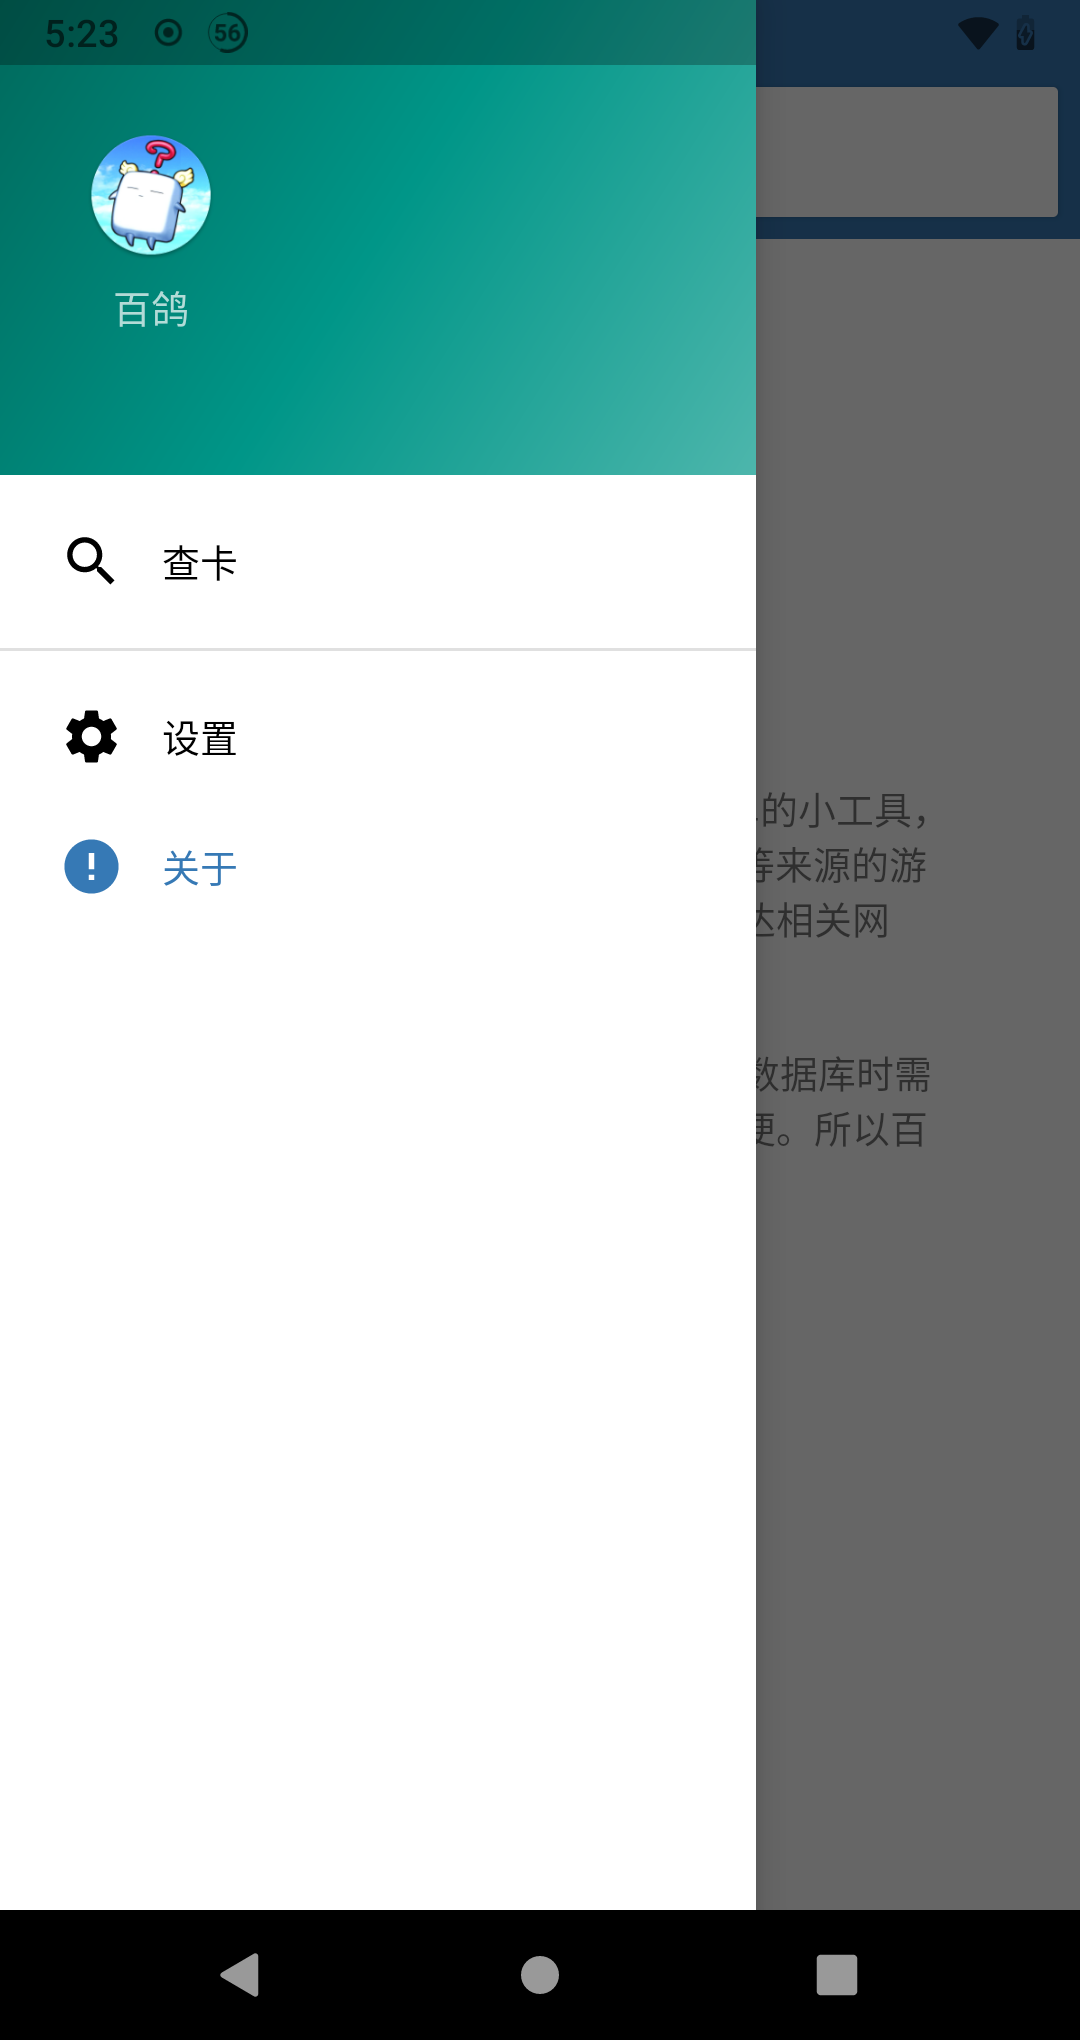 5:23
56
百鸽
查卡
设置
关于
的小工具，
等来源的游
达相关网
数据库时需
便。所以百